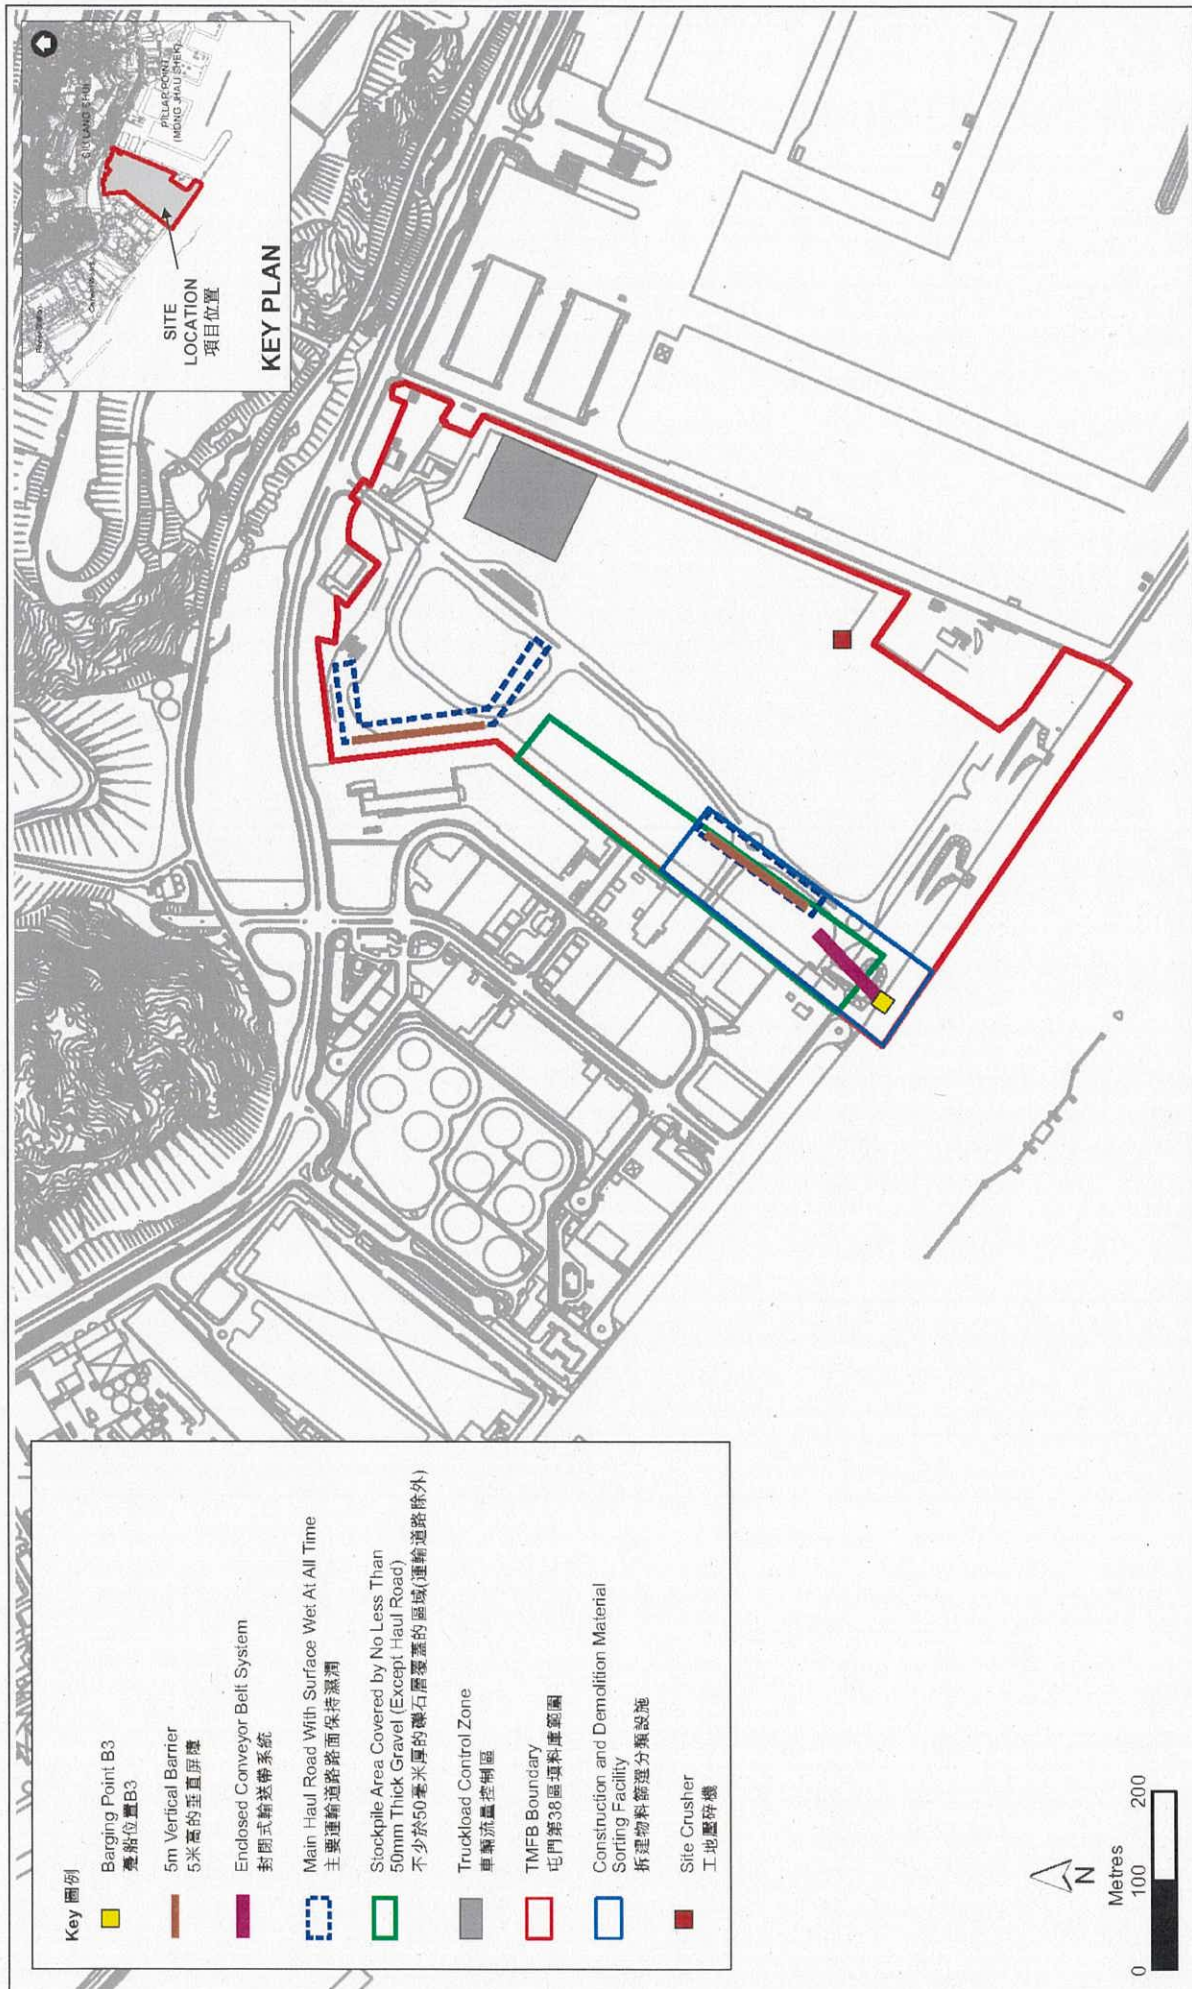 SIU LANG SHUI
PILLAR POINT
(MONG HAU SHEK)
SITE
LOCATION
項目位置
KEY PLAN
Key 圖例
Barging Point B3
躉船位置B3
5m Vertical Barrier
5米高的垂直屏障
Enclosed Conveyor Belt System
封閉式輸送帶系統
Main Haul Road With Surface Wet At All Time
主要運輸道路路面保持濕潤
Stockpile Area Covered by No Less Than
50mm Thick Gravel (Except Haul Road)
不少於50毫米厚的礫石層覆蓋的區域(運輸道路除外)
Truckload Control Zone
車輛流量控制區
TMFB Boundary
屯門第38區填料庫範圍
Construction and Demolition Material
Sorting Facility
拆建物料篩選分類設施
Site Crusher
工地壓碎機
N
Metres
0 100 200